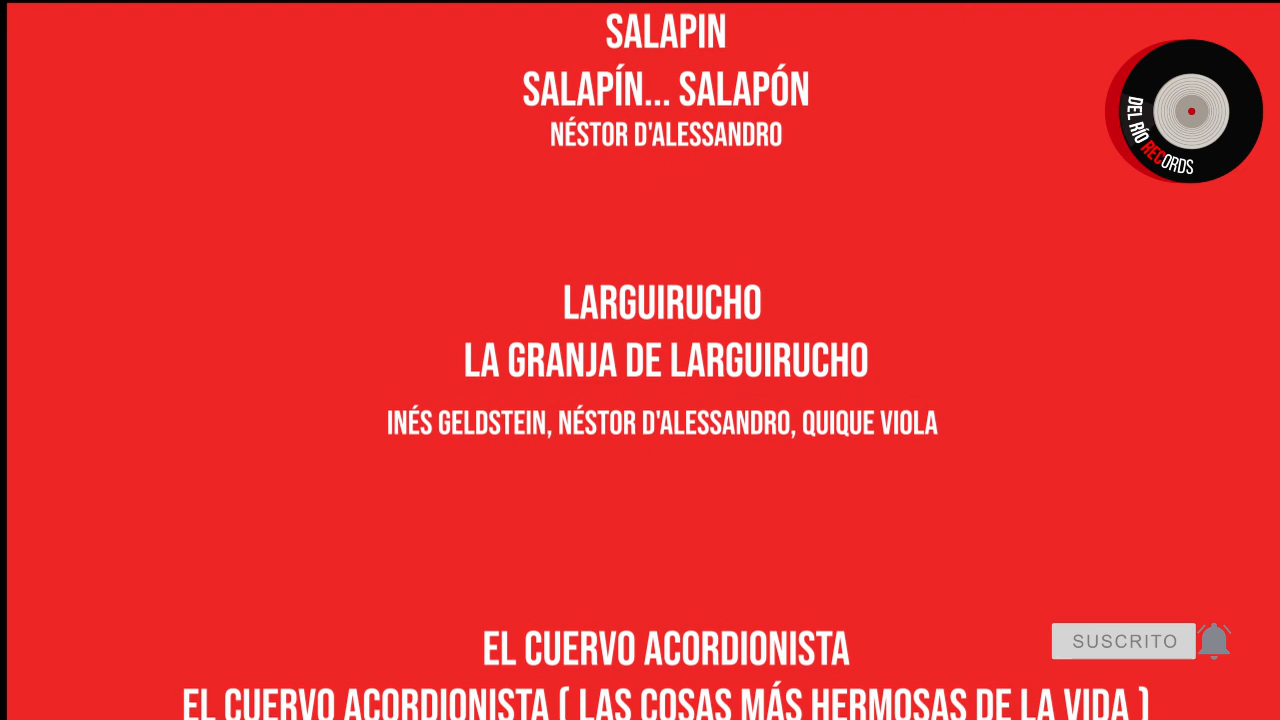 SALAPIN
SALAPÍN... SALAPÓN
NÉSTOR D'ALESSANDRO
DEL RÍO RECORDS
LARGUIRUCHO
LA GRANJA DE LARGUIRUCHO
INÉS GELDSTEIN, NÉSTOR D'ALESSANDRO, QUIQUE VIOLA
EL CUERVO ACORDIONISTA
SUSCRITO
EL CUERVO ACORDIONISTA ( LAS COSAS MÁS HERMOSAS DE LA VIDA )